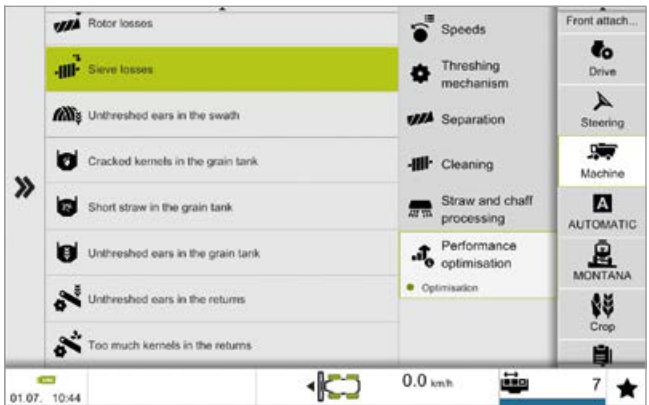 Rotor losses
Sieve losses
Unthreshed ears in the swath
Cracked kernels in the grain tank
Short straw in the grain tank
Unthreshed ears in the grain tank
Unthreshed ears in the returns
Too much kernels in the returns
Speeds
Threshing
mechanism
Separation
Cleaning
Straw and chaff
processing
Performance
optimisation
Optimisation
Front attach...
Drive
Steering
Machine
A
AUTOMATIC
MONTANA
Crop
01.07. 10:44
0.0 km/h
7